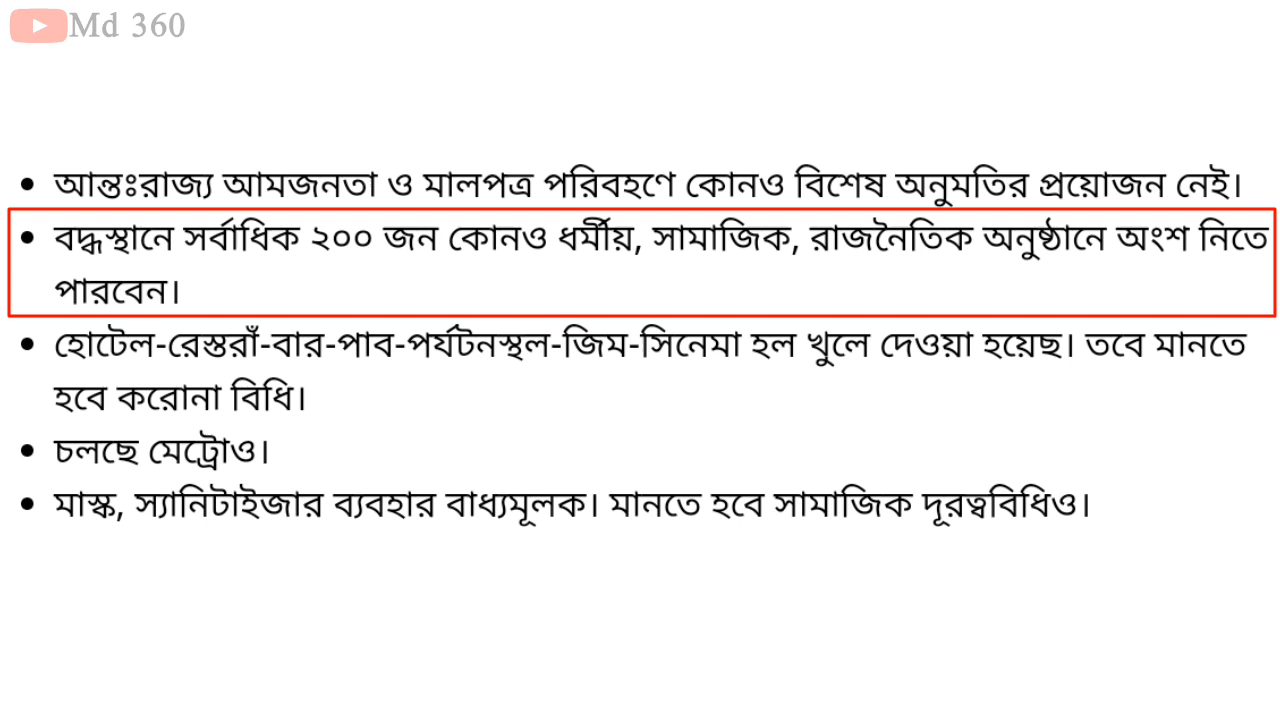 Md 360
• আন্তঃরাজ্য আমজনতা ও মালপত্র পরিবহণে কোনও বিশেষ অনুমতির প্রয়োজন নেই।
• বদ্ধস্থানে সর্বাধিক ২০০ জন কোনও ধর্মীয়, সামাজিক, রাজনৈতিক অনুষ্ঠানে অংশ নিতে
পারবেন।
• হোটেল-রেস্তরাঁ-বার-পাব-পর্যটনস্থল-জিম-সিনেমা হল খুলে দেওয়া হয়েছ। তবে মানতে
হবে করোনা বিধি।
• চলছে মেট্রোও।
• মাস্ক, স্যানিটাইজার ব্যবহার বাধ্যমূলক। মানতে হবে সামাজিক দূরত্ববিধিও।